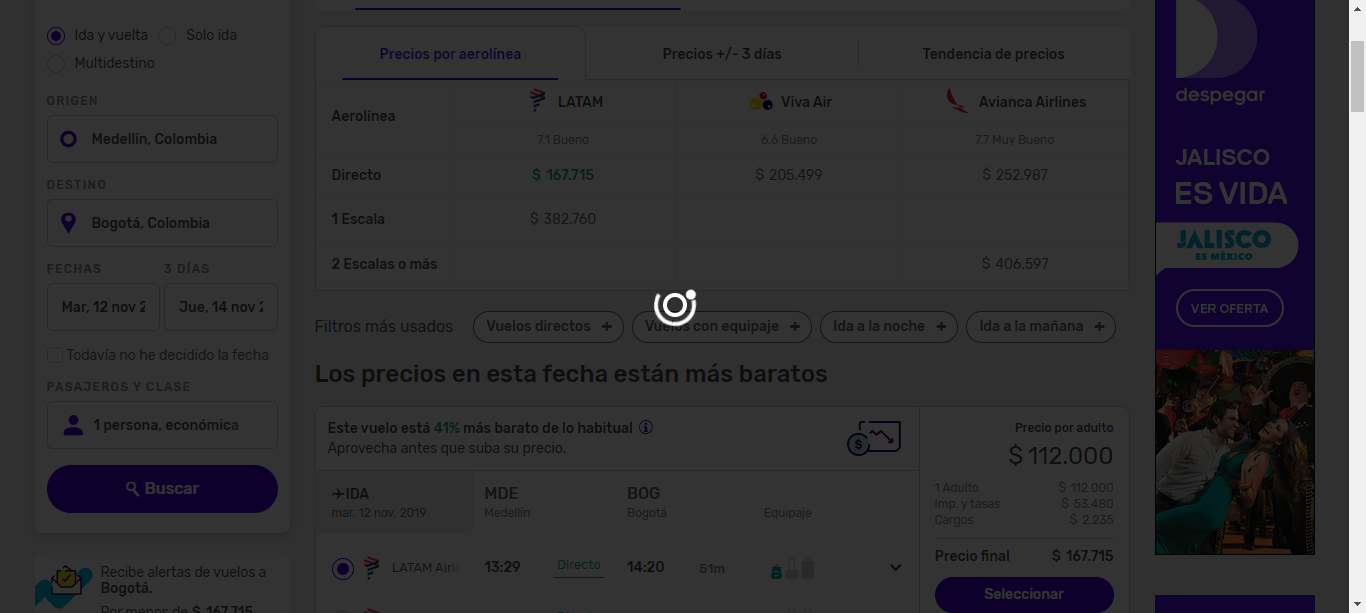 Ida y vuelta
Solo ida
Multidestino
ORIGEN
Medellín, Colombia
DESTINO
Bogotá, Colombia
FECHAS
3 DÍAS
Mar, 12 nov 2
Jue, 14 nov 2
Todavía no he decidido la fecha
PASAJEROS Y CLASE
1 persona, económica
Buscar
Recibe alertas de vuelos a
Bogotá.
Por menos de $ 167.715
Precios por aerolínea
Precios +/- 3 días
Tendencia de precios
Aerolínea
LATAM
Viva Air
Avianca Airlines
7.1 Bueno
6.6 Bueno
7.7 Muy Bueno
Directo
$ 167.715
$ 205.499
$ 252.987
1 Escala
$ 382.760
2 Escalas o más
$ 406.597
Filtros más usados
Vuelos directos +
Vuelos con equipaje +
Ida a la noche +
Ida a la mañana +
Los precios en esta fecha están más baratos
Este vuelo está 41% más barato de lo habitual
Aprovecha antes que suba su precio.
IDA
mar. 12 nov. 2019
MDE
Medellín
BOG
Bogotá
Equipaje
LATAM Airli
13:29
Directo
14:20
51m
Precio por adulto
$ 112.000
1 Adulto $ 112.000
Imp. y tasas $ 53.480
Cargos $ 2.235
Precio final $ 167.715
Seleccionar
despegar
JALISCO
ES VIDA
JALISCO
ES MÉXICO
VER OFERTA